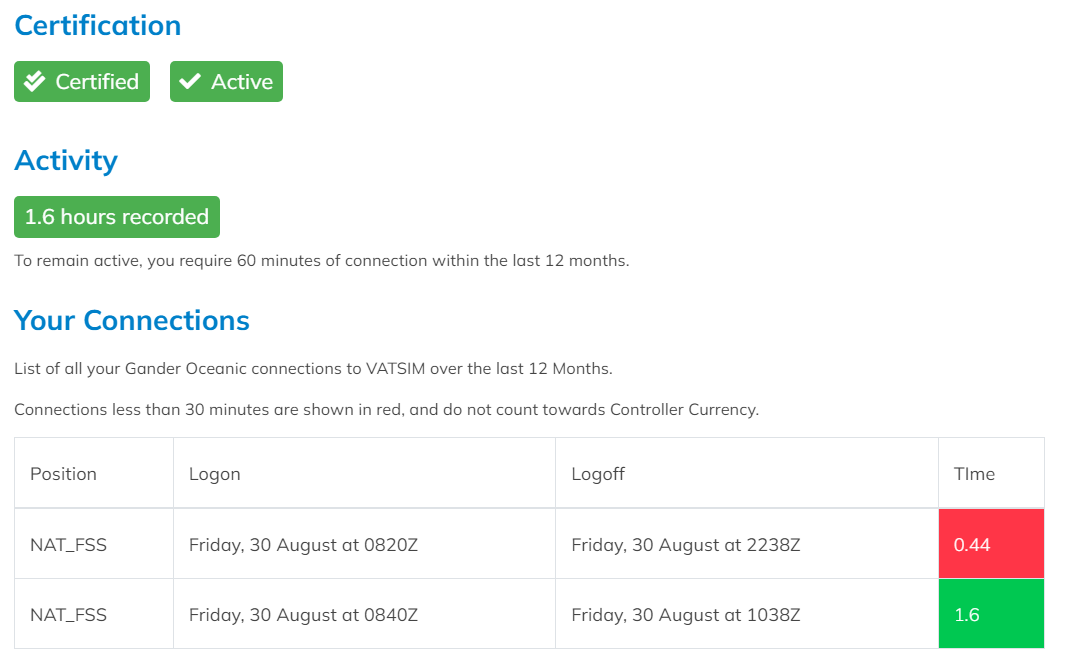 Certification
Certified Active
Activity
1.6 hours recorded
To remain active, you require 60 minutes of connection within the last 12 months.
Your Connections
List of all your Gander Oceanic connections to VATSIM over the last 12 Months.
Connections less than 30 minutes are shown in red, and do not count towards Controller Currency.
Position Logon Logoff TIme
NAT_FSS Friday, 30 August at 0820Z Friday, 30 August at 2238Z 0.44
NAT_FSS Friday, 30 August at 0840Z Friday, 30 August at 1038Z 1.6